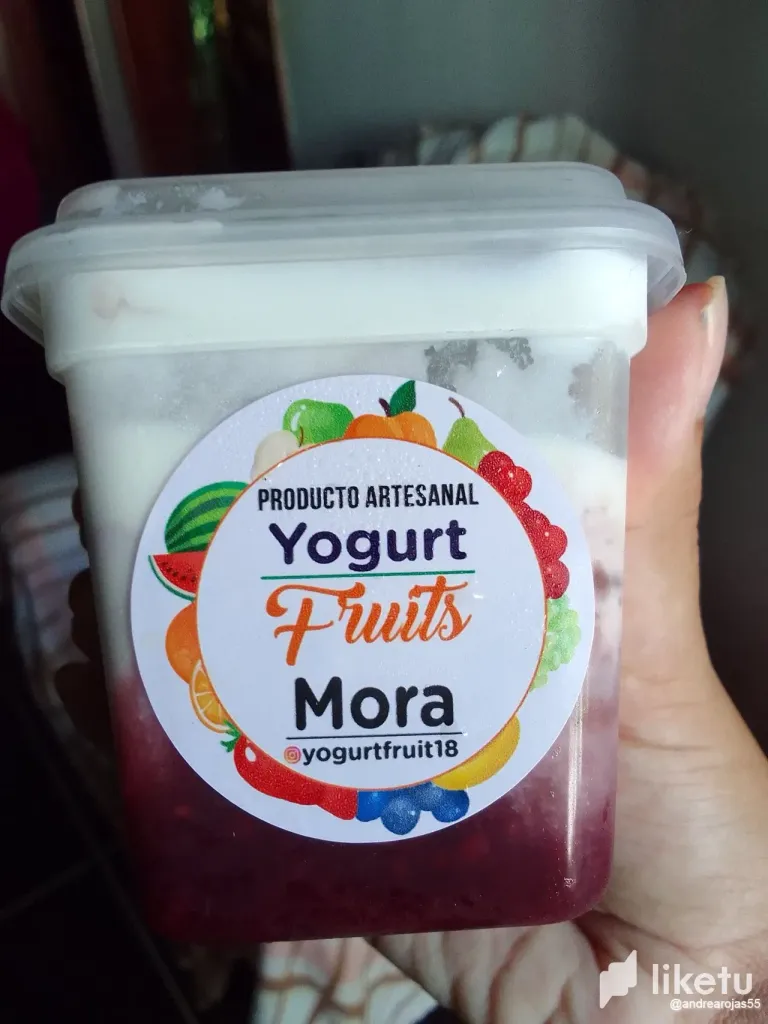 PRODUCTO ARTESANAL
Yogurt
Fruits
Mora
@yogurtfruit18
liketu
@andrearojas55